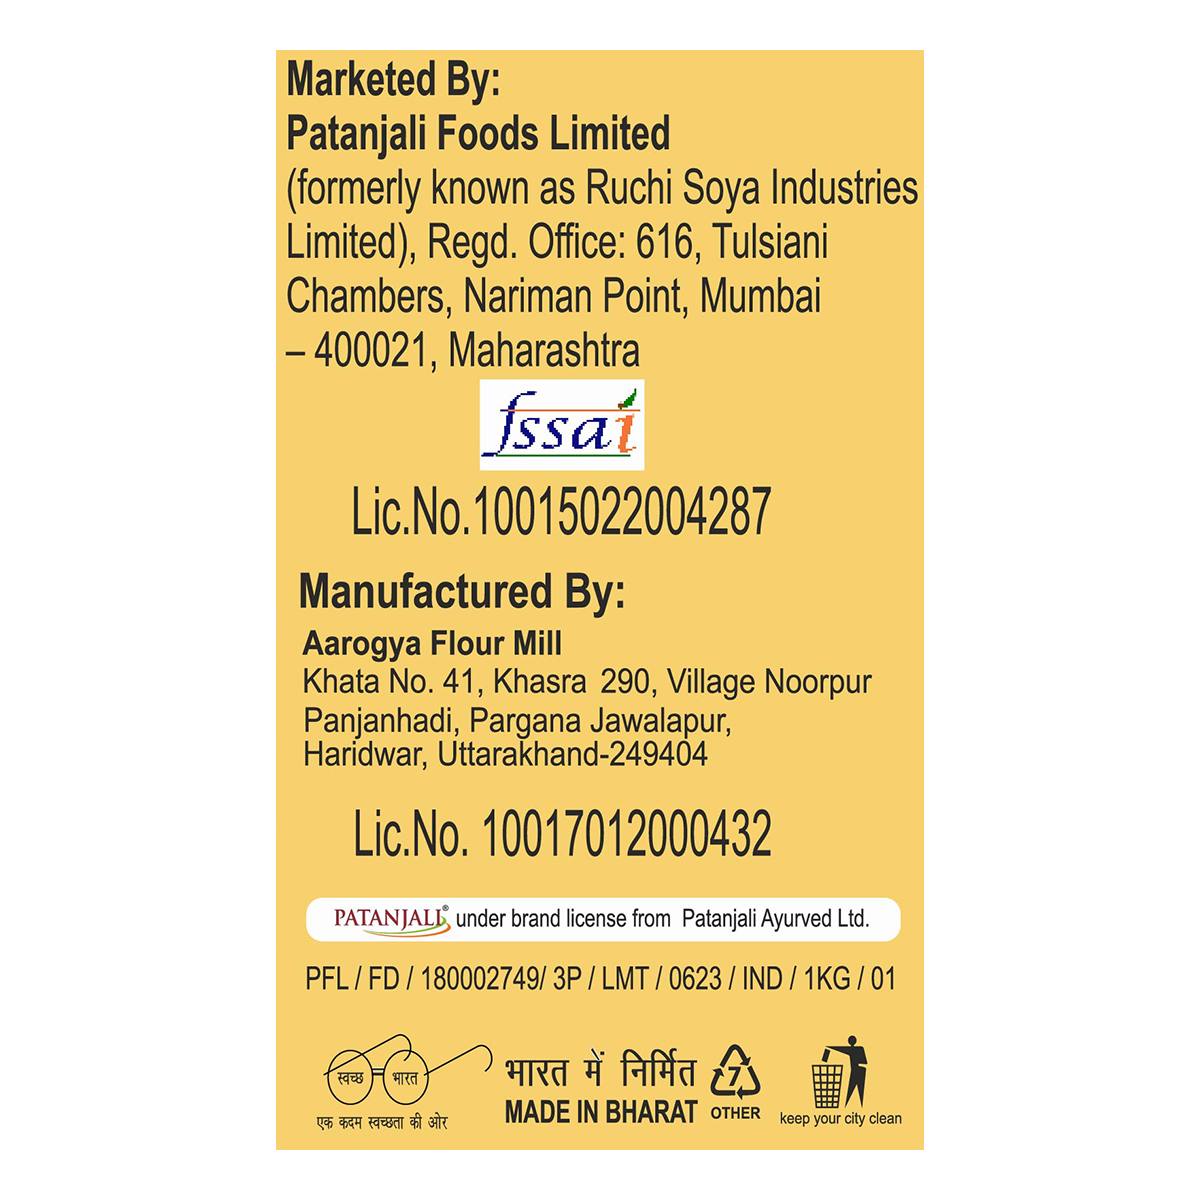 Marketed By:
Patanjali Foods Limited
(formerly known as Ruchi Soya Industries
Limited), Regd. Office: 616, Tulsiani
Chambers, Nariman Point, Mumbai
– 400021, Maharashtra
fssai
Lic.No.10015022004287
Manufactured By:
Aarogya Flour Mill
Khata No. 41, Khasra 290, Village Noorpur
Panjanhadi, Pargana Jawalapur,
Haridwar, Uttarakhand-249404
Lic.No. 10017012000432
PATANJALI® under brand license from Patanjali Ayurved Ltd.
PFL / FD / 180002749/ 3P / LMT / 0623 / IND / 1KG / 01
स्वच्छ भारत
एक कदम स्वच्छता की ओर
भारत में निर्मित
MADE IN BHARAT
7
OTHER
keep your city clean